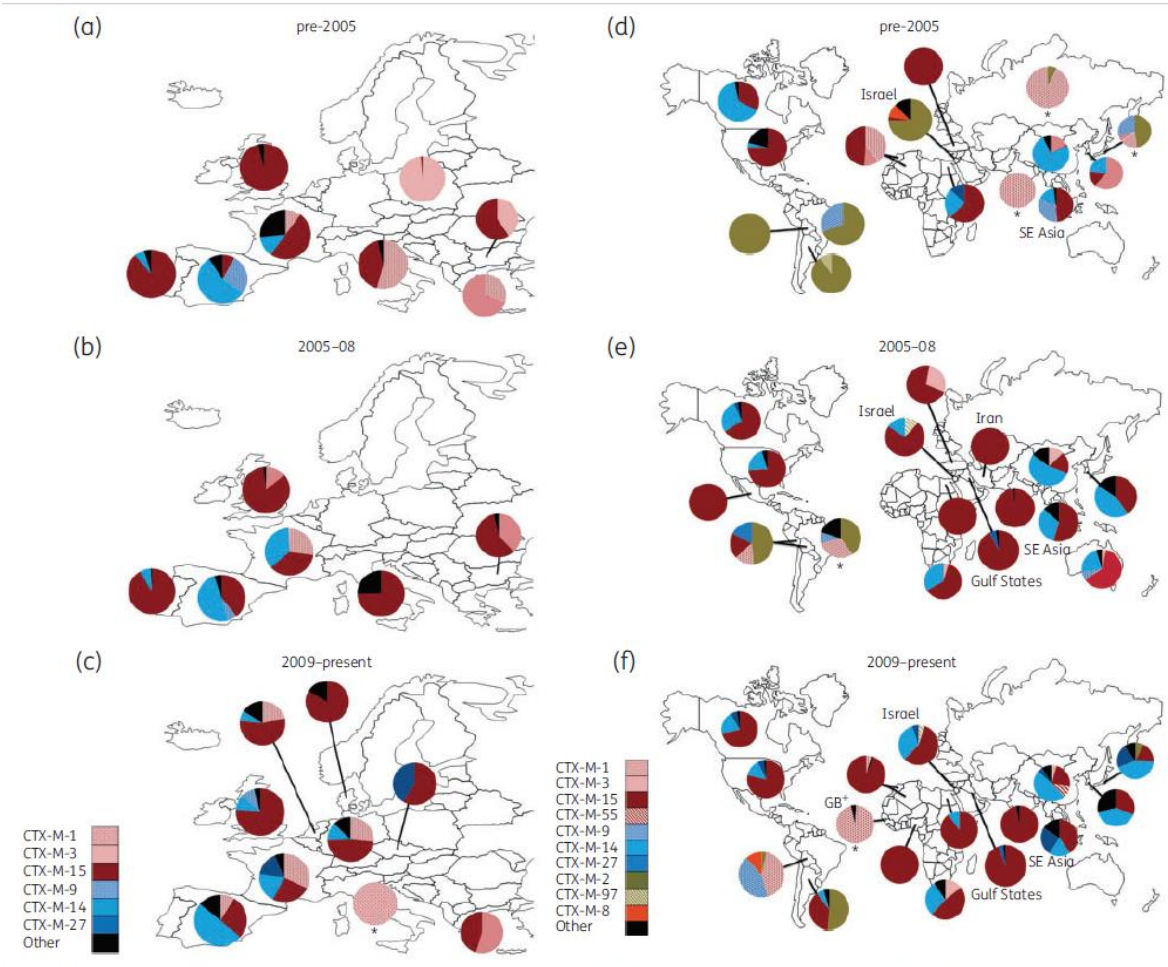 (a)
pre-2005
(b)
2005–08
(c)
2009–present
*
CTX-M-1
CTX-M-3
CTX-M-15
CTX-M-9
CTX-M-14
CTX-M-27
Other
(d)
pre-2005
Israel
*
*
*
SE Asia
(e)
2005–08
Israel
Iran
SE Asia
Gulf States
*
(f)
2009–present
Israel
GB+
*
SE Asia
Gulf States
CTX-M-1
CTX-M-3
CTX-M-15
CTX-M-55
CTX-M-9
CTX-M-14
CTX-M-27
CTX-M-2
CTX-M-97
CTX-M-8
Other